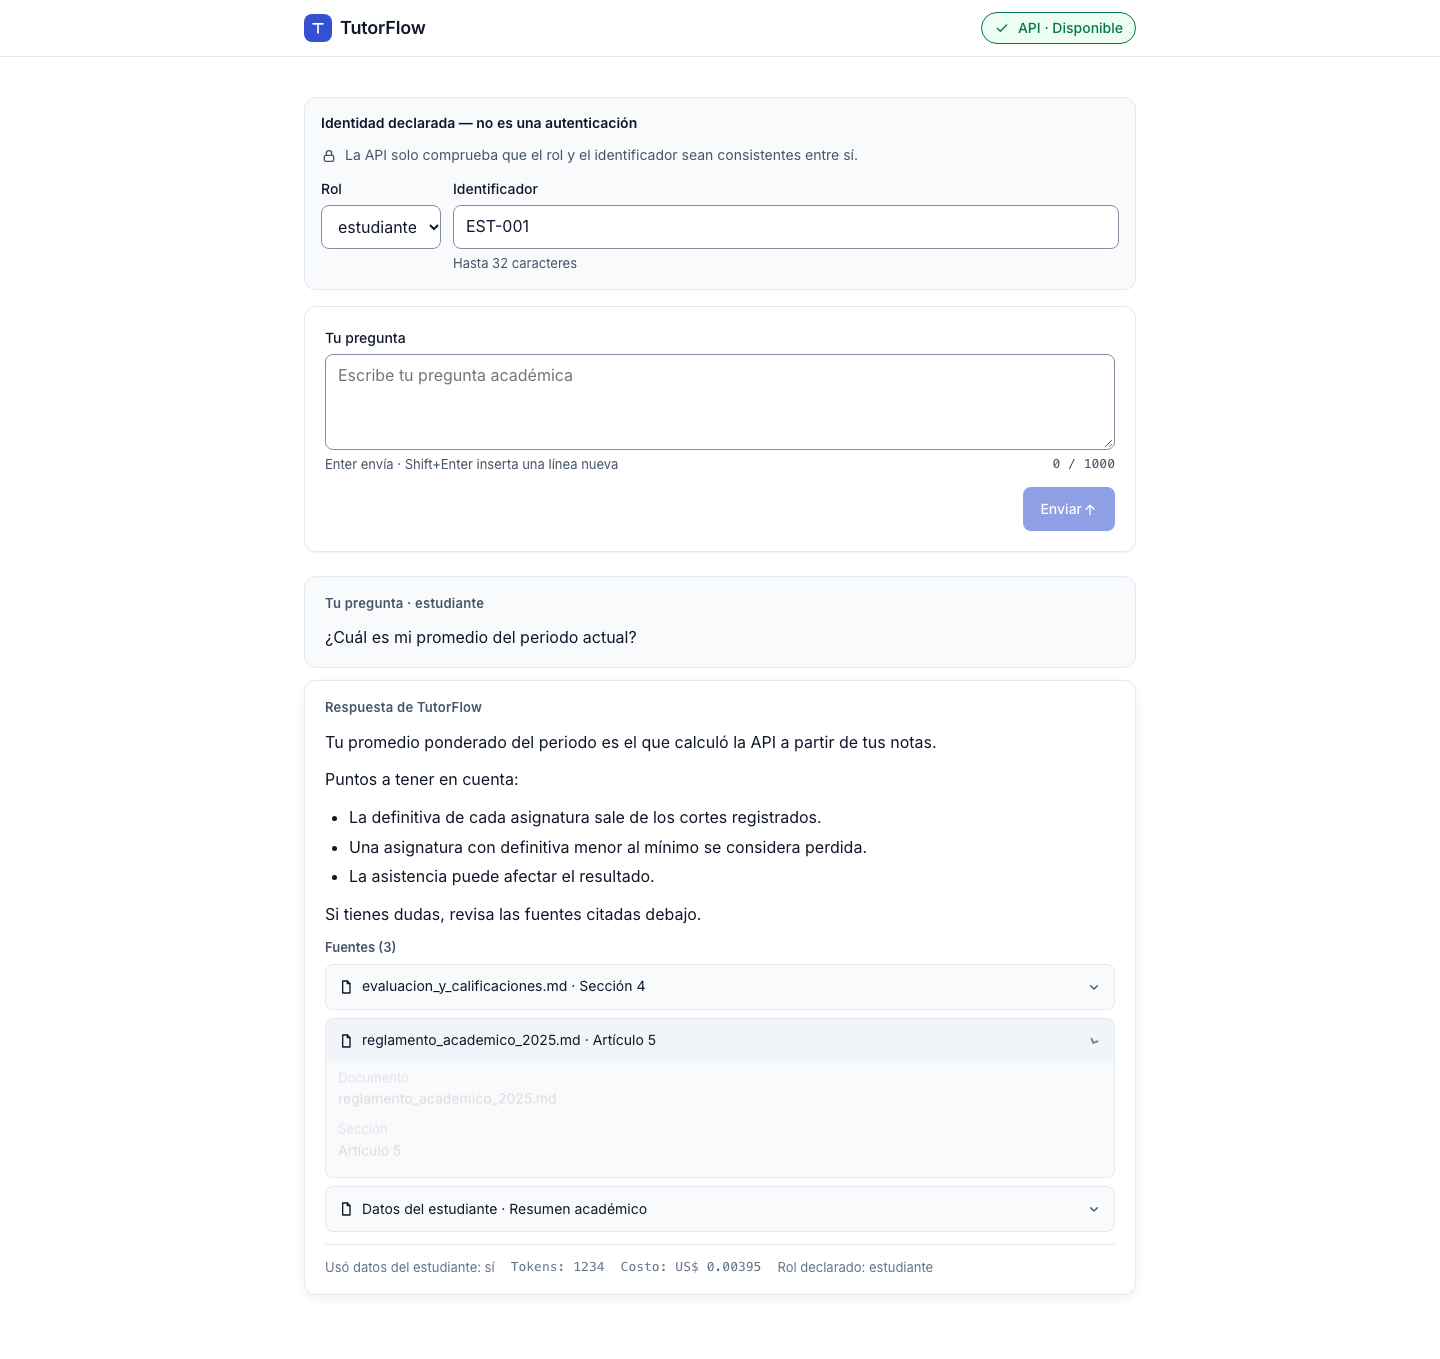 TutorFlow
API · Disponible
Identidad declarada — no es una autenticación
La API solo comprueba que el rol y el identificador sean consistentes entre sí.
Rol
Identificador
estudiante
EST-001
Hasta 32 caracteres
Tu pregunta
Escribe tu pregunta académica
Enter envía · Shift+Enter inserta una línea nueva
0 / 1000
Enviar ↑
Tu pregunta · estudiante
¿Cuál es mi promedio del periodo actual?
Respuesta de TutorFlow
Tu promedio ponderado del periodo es el que calculó la API a partir de tus notas.
Puntos a tener en cuenta:
• La definitiva de cada asignatura sale de los cortes registrados.
• Una asignatura con definitiva menor al mínimo se considera perdida.
• La asistencia puede afectar el resultado.
Si tienes dudas, revisa las fuentes citadas debajo.
Fuentes (3)
evaluacion_y_calificaciones.md · Sección 4
reglamento_academico_2025.md · Artículo 5
Documento
reglamento_academico_2025.md
Sección
Artículo 5
Datos del estudiante · Resumen académico
Usó datos del estudiante: sí Tokens: 1234 Costo: US$ 0.00395 Rol declarado: estudiante